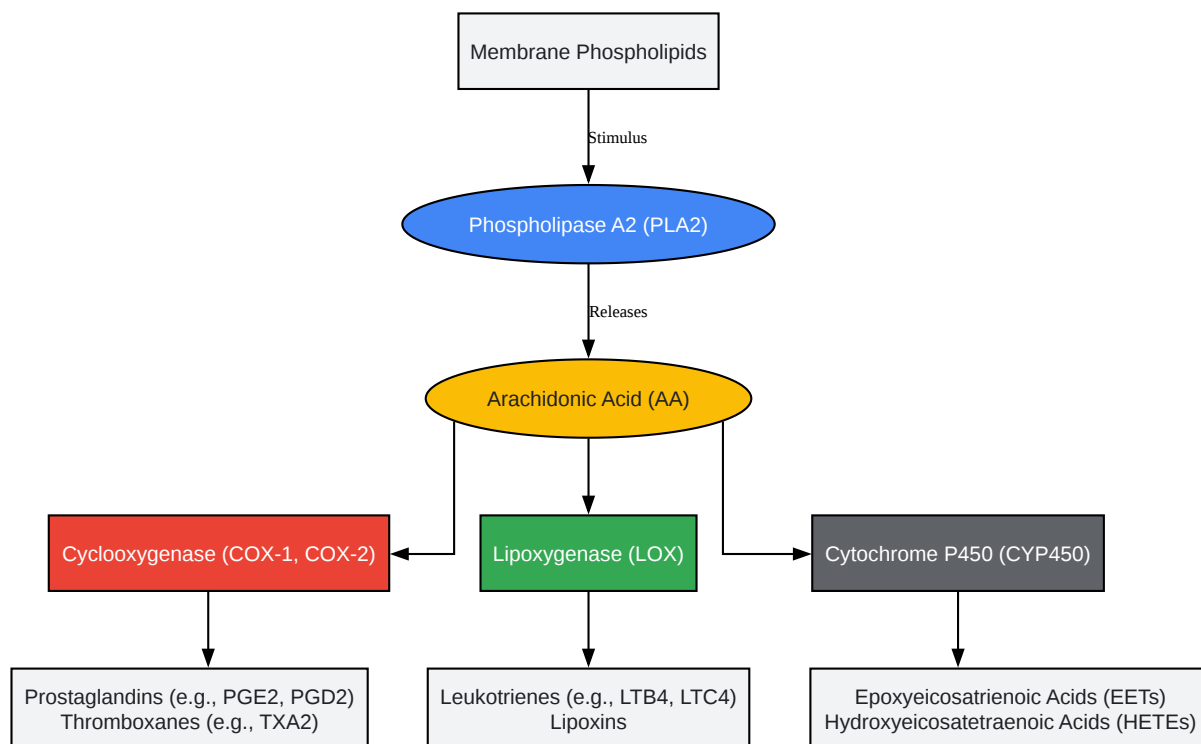 Membrane Phospholipids
Stimulus
Phospholipase A2 (PLA2)
Releases
Arachidonic Acid (AA)
Cyclooxygenase (COX-1, COX-2)
Lipoxygenase (LOX)
Cytochrome P450 (CYP450)
Prostaglandins (e.g., PGE2, PGD2)
Thromboxanes (e.g., TXA2)
Leukotrienes (e.g., LTB4, LTC4)
Lipoxins
Epoxyeicosatrienoic Acids (EETs)
Hydroxyeicosatetraenoic Acids (HETEs)